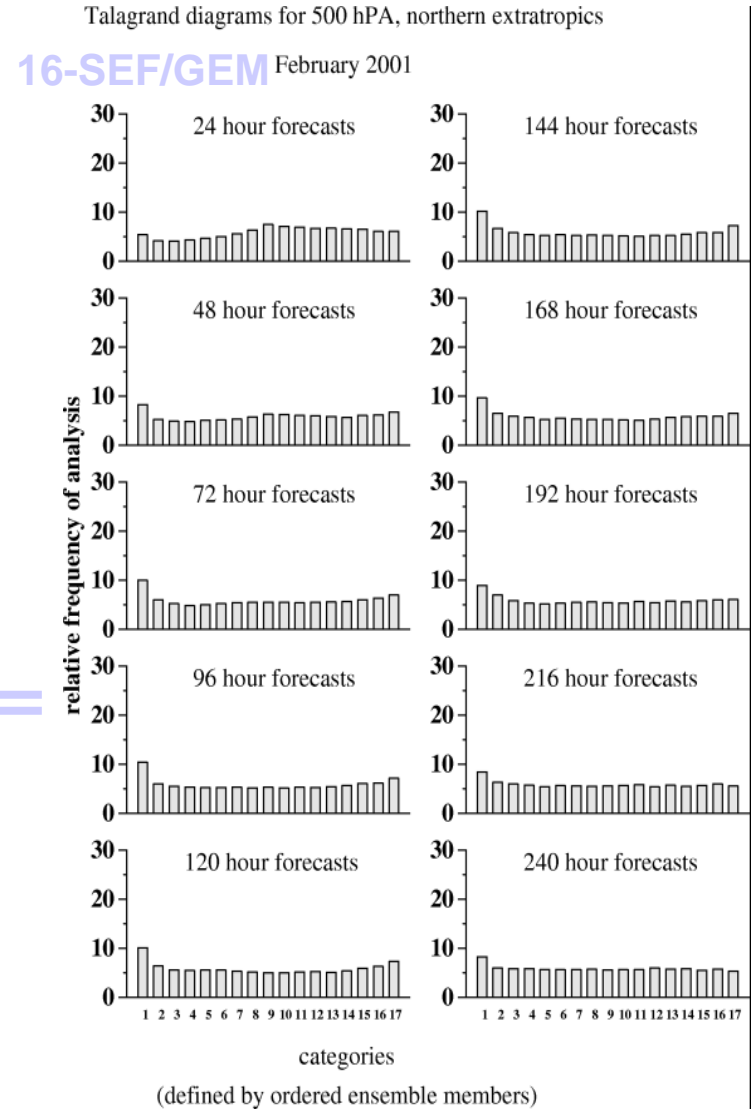 Talagrand diagrams for 500 hPA, northern extratropics
16-SEF/GEM February 2001
30 24 hour forecasts 30 144 hour forecasts
20 20
10 10
0 0
30 48 hour forecasts 30 168 hour forecasts
20 20
10 10
0 0
relative frequency of analysis
30 72 hour forecasts 30 192 hour forecasts
20 20
10 10
0 0
30 96 hour forecasts 30 216 hour forecasts
20 20
10 10
0 0
30 120 hour forecasts 30 240 hour forecasts
20 20
10 10
0 0
1 2 3 4 5 6 7 8 9 10 11 12 13 14 15 16 17 1 2 3 4 5 6 7 8 9 10 11 12 13 14 15 16 17
categories
(defined by ordered ensemble members)